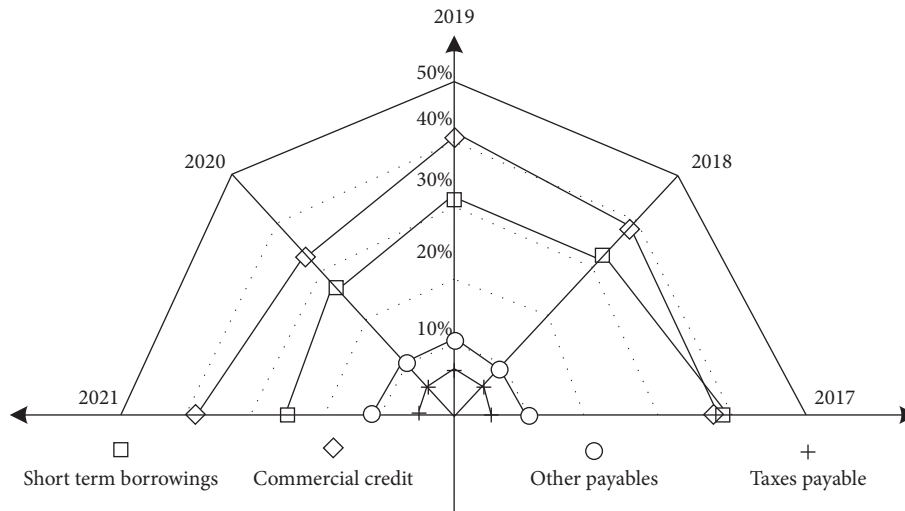 2019
50%
40%
2020
2018
30%
20%
10%
2021
2017
Short term borrowings
Commercial credit
Other payables
Taxes payable